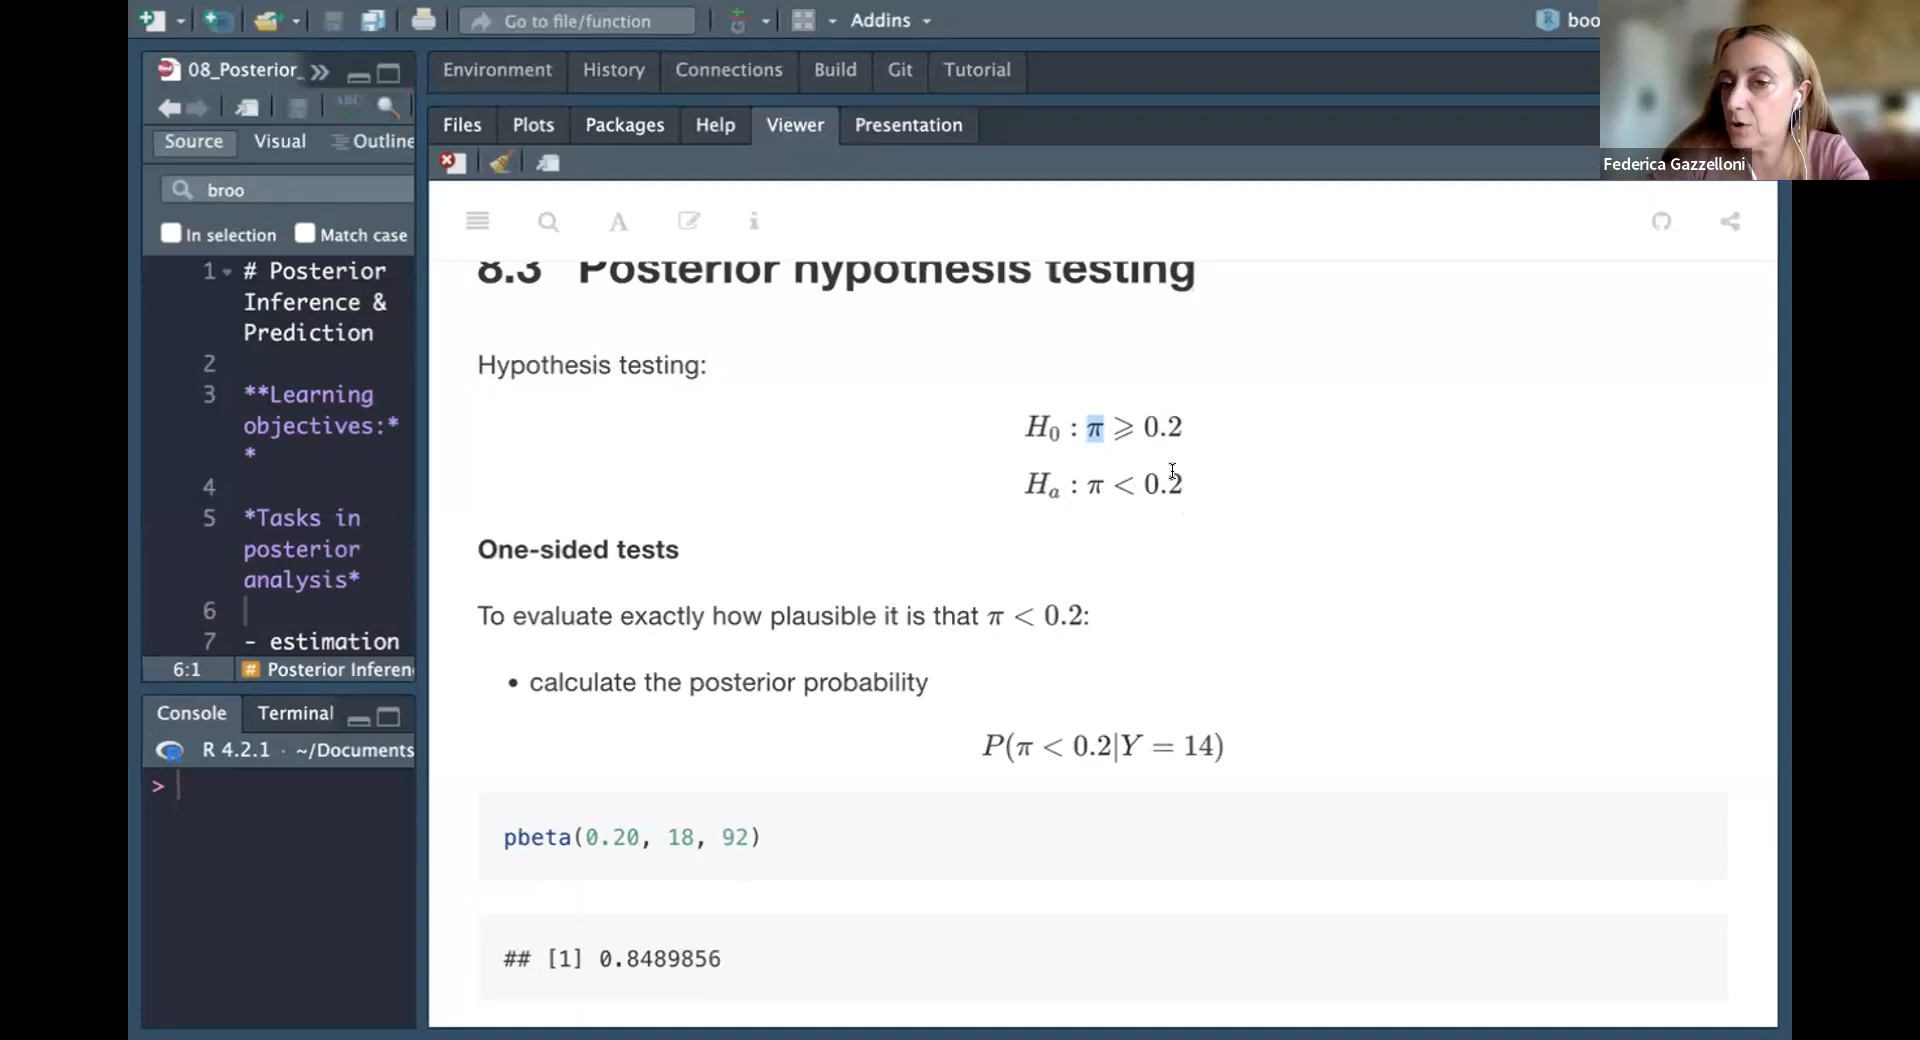 Go to file/function
Addins
boo
Federica Gazzelloni
08_Posterior_
Environment
History
Connections
Build
Git
Tutorial
ABC
Source
Visual
Outline
Files
Plots
Packages
Help
Viewer
Presentation
broo
In selection
Match case
1 # Posterior
Inference &
Prediction
2
3 **Learning
objectives:*
*
4
5 *Tasks in
posterior
analysis*
6
7 - estimation
6:1
# Posterior Inferen
Console
Terminal
R 4.2.1 · ~/Documents
>
8.3 Posterior hypothesis testing
Hypothesis testing:
H₀ : π ⩾ 0.2
Hₐ : π < 0.2
One-sided tests
To evaluate exactly how plausible it is that π < 0.2:
• calculate the posterior probability
P(π < 0.2|Y = 14)
pbeta(0.20, 18, 92)
## [1] 0.8489856